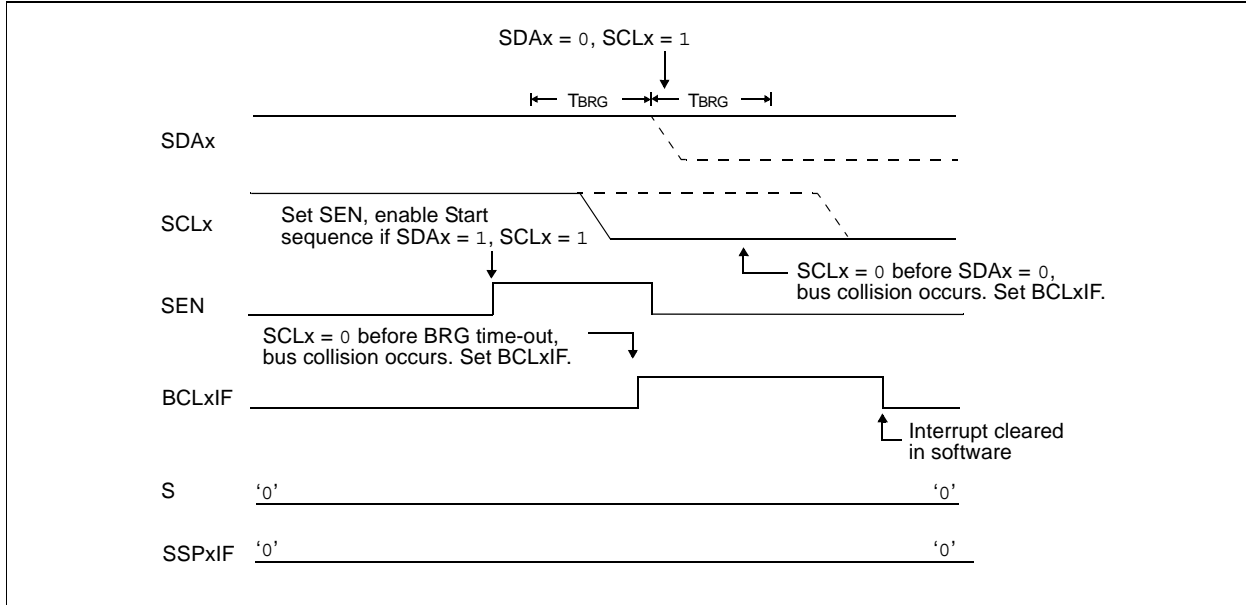 SDAx = 0, SCLx = 1
TBRG TBRG
SDAx
SCLx
Set SEN, enable Start
sequence if SDAx = 1, SCLx = 1
SCLx = 0 before SDAx = 0,
bus collision occurs. Set BCLxIF.
SEN
SCLx = 0 before BRG time-out,
bus collision occurs. Set BCLxIF.
BCLxIF
Interrupt cleared
in software
S ‘0’ ‘0’
SSPxIF ‘0’ ‘0’